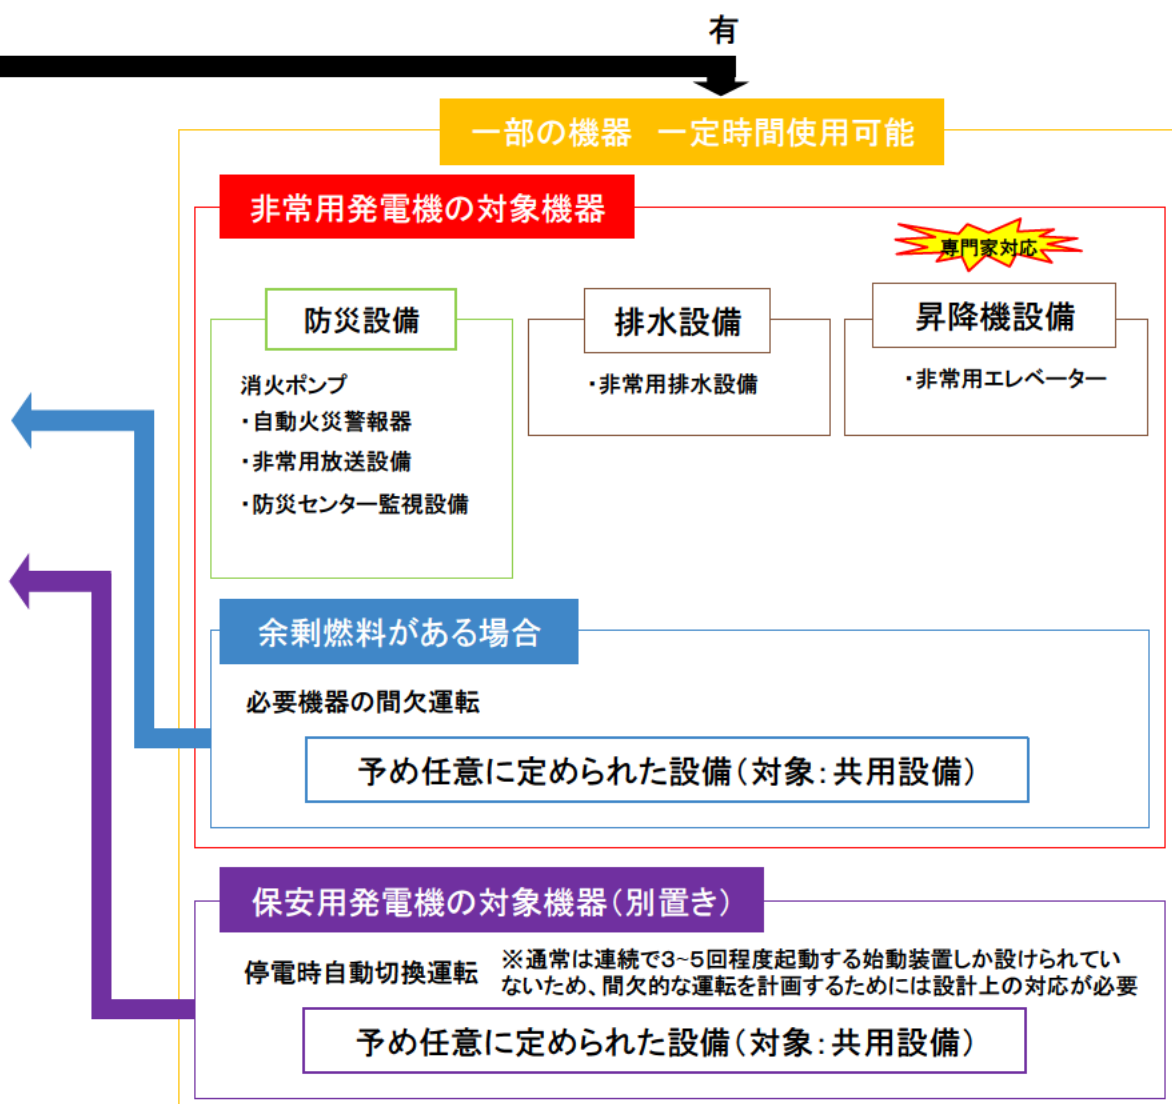 有
一部の機器　一定時間使用可能
非常用発電機の対象機器
専門家対応
防災設備
消火ポンプ
・自動火災警報器
・非常用放送設備
・防災センター監視設備
排水設備
・非常用排水設備
昇降機設備
・非常用エレベーター
余剰燃料がある場合
必要機器の間欠運転
予め任意に定められた設備（対象：共用設備）
保安用発電機の対象機器（別置き）
停電時自動切換運転
※通常は連続で3~5回程度起動する始動装置しか設けられてい
ないため、間欠的な運転を計画するためには設計上の対応が必要
予め任意に定められた設備（対象：共用設備）